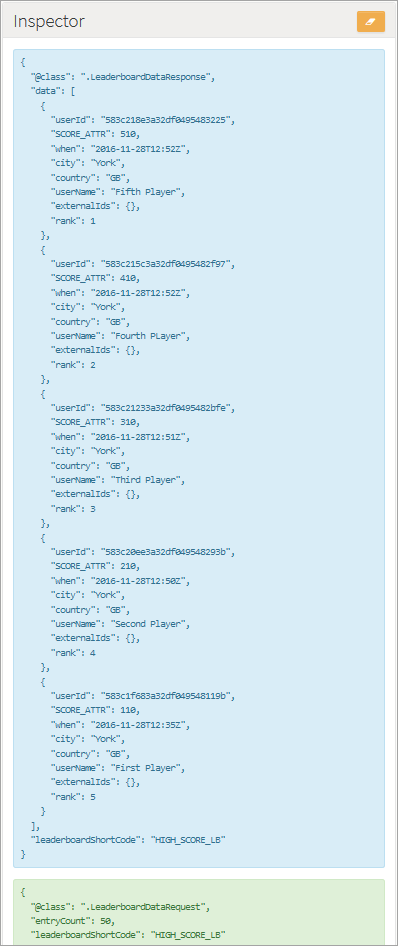 Inspector
{
"@class": ".LeaderboardDataResponse",
"data": [
{
"userId": "583c218e3a32df0495483225",
"SCORE_ATTR": 510,
"when": "2016-11-28T12:52Z",
"city": "York",
"country": "GB",
"userName": "Fifth Player",
"externalIds": {},
"rank": 1
},
{
"userId": "583c215c3a32df0495482f97",
"SCORE_ATTR": 410,
"when": "2016-11-28T12:52Z",
"city": "York",
"country": "GB",
"userName": "Fourth PLayer",
"externalIds": {},
"rank": 2
},
{
"userId": "583c21233a32df0495482bfe",
"SCORE_ATTR": 310,
"when": "2016-11-28T12:51Z",
"city": "York",
"country": "GB",
"userName": "Third Player",
"externalIds": {},
"rank": 3
},
{
"userId": "583c20ee3a32df049548293b",
"SCORE_ATTR": 210,
"when": "2016-11-28T12:50Z",
"city": "York",
"country": "GB",
"userName": "Second Player",
"externalIds": {},
"rank": 4
},
{
"userId": "583c1f683a32df049548119b",
"SCORE_ATTR": 110,
"when": "2016-11-28T12:35Z",
"city": "York",
"country": "GB",
"userName": "First Player",
"externalIds": {},
"rank": 5
}
],
"leaderboardShortCode": "HIGH_SCORE_LB"
}
{
"@class": ".LeaderboardDataRequest",
"entryCount": 50,
"leaderboardShortCode": "HIGH_SCORE_LB"